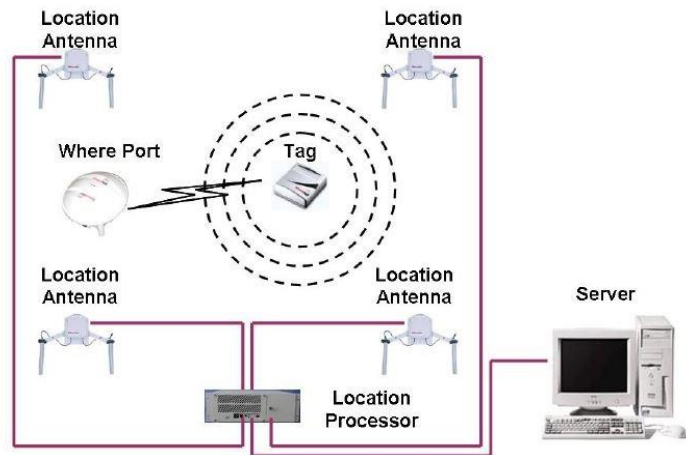 Location
Antenna
Location
Antenna
Where Port
Tag
Location
Antenna
Location
Antenna
Server
Location
Processor